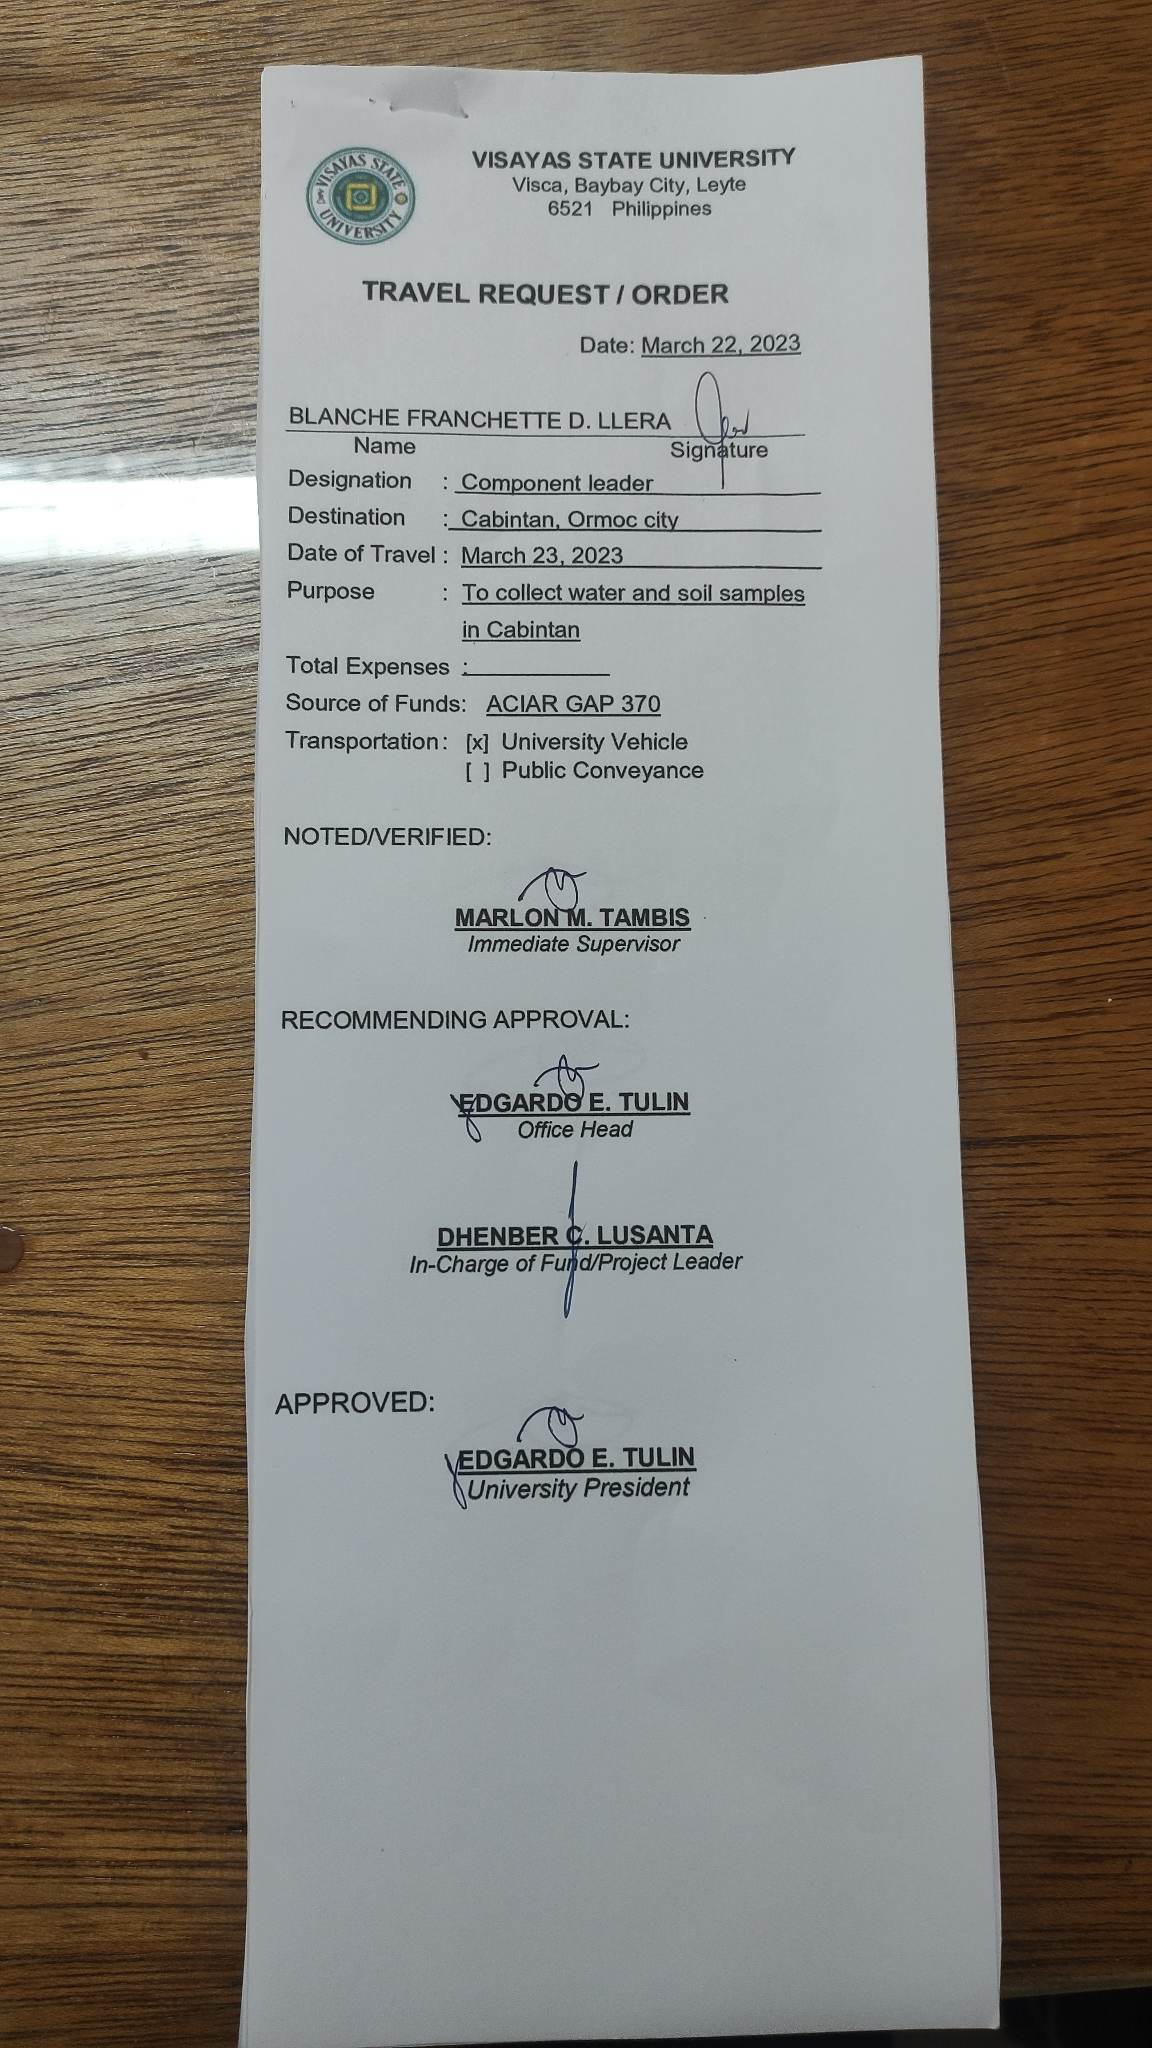 VISAYAS STATE UNIVERSITY
VISAYAS STATE UNIVERSITY
Visca, Baybay City, Leyte
6521 Philippines
TRAVEL REQUEST / ORDER
Date: March 22, 2023
BLANCHE FRANCHETTE D. LLERA
Name Signature
Designation : Component leader
Destination : Cabintan, Ormoc city
Date of Travel : March 23, 2023
Purpose : To collect water and soil samples
in Cabintan
Total Expenses :
Source of Funds: ACIAR GAP 370
Transportation: [x] University Vehicle
[ ] Public Conveyance
NOTED/VERIFIED:
MARLON M. TAMBIS
Immediate Supervisor
RECOMMENDING APPROVAL:
EDGARDO E. TULIN
Office Head
DHENBER C. LUSANTA
In-Charge of Fund/Project Leader
APPROVED:
EDGARDO E. TULIN
University President